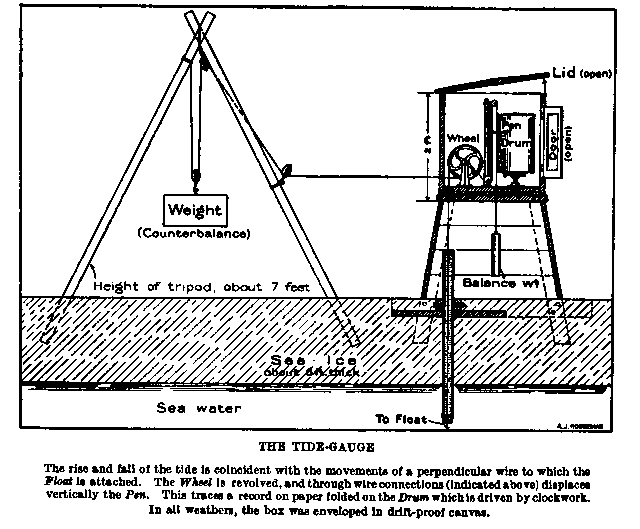 Lid (open)
Wheel
Pen
Drum
Door
(open)
Weight
(Counterbalance)
Balance wt
Height of tripod, about 7 feet
Sea Ice
about thick
Sea water
To Float
THE TIDE-GAUGE
The rise and fall of the tide is coincident with the movements of a perpendicular wire to which the
Float is attached. The Wheel is revolved, and through wire connections (indicated above) displaces
vertically the Pen. This traces a record on paper folded on the Drum which is driven by clockwork.
In all weathers, the box was enveloped in drift-proof canvas.